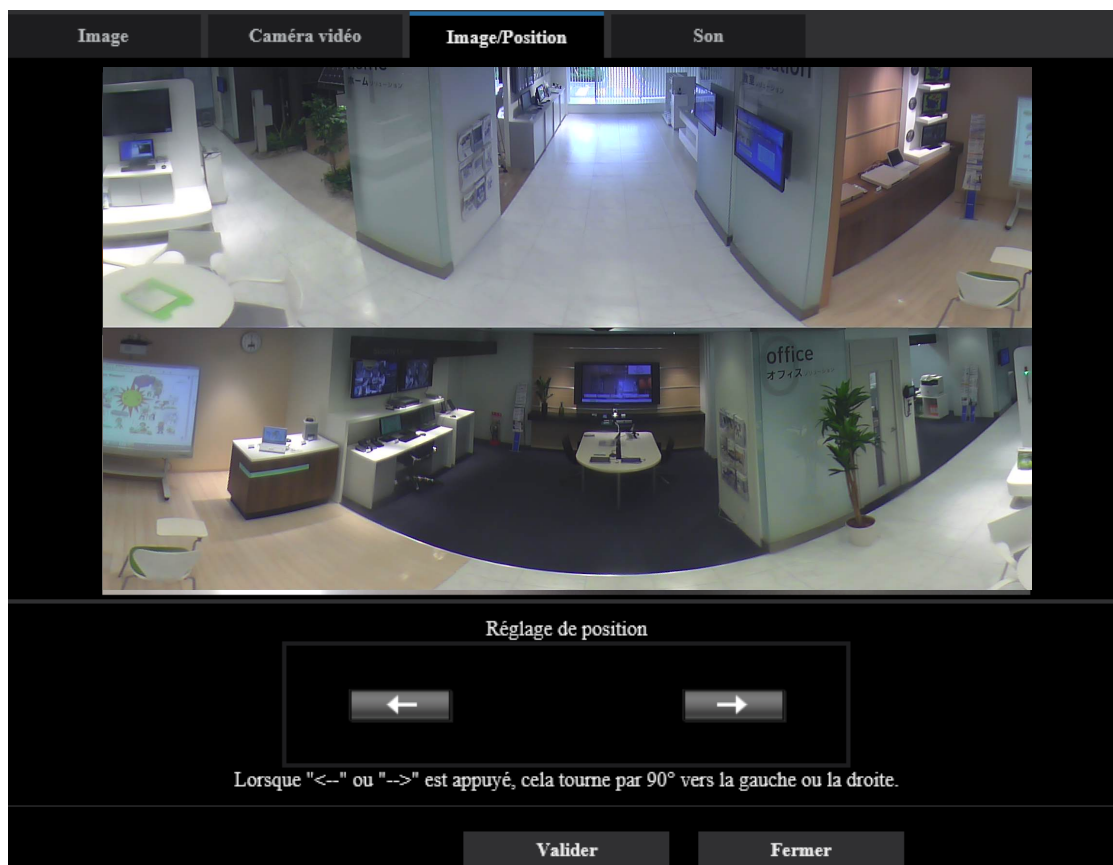 Image
Caméra vidéo
Image/Position
Son
office
オフィス
Réglage de position
Lorsque "<--" ou "-->" est appuyé, cela tourne par 90° vers la gauche ou la droite.
Valider
Fermer